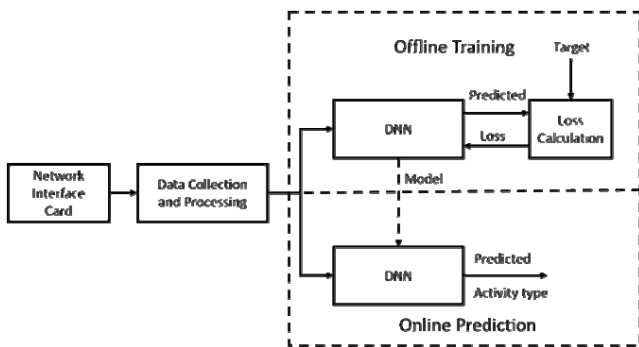 Offline Training
Target
Predicted
DNN
Loss
Calculation
Loss
Network
Interface
Card
Data Collection
and Processing
Model
DNN
Predicted
Activity type
Online Prediction